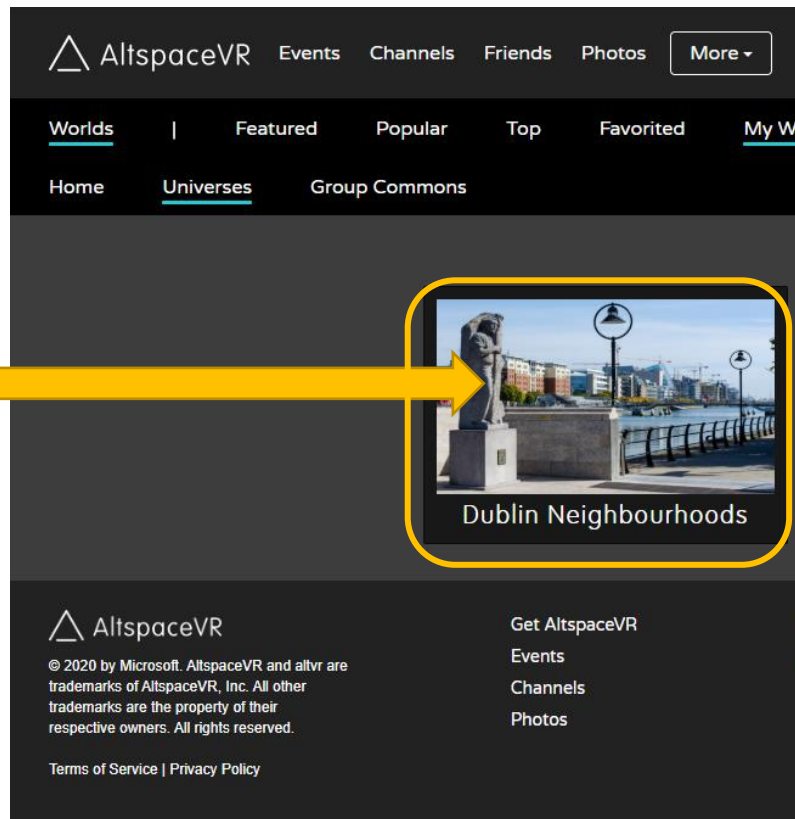 AltspaceVR Events Channels Friends Photos More
Worlds | Featured Popular Top Favorited My W
Home Universes Group Commons
Dublin Neighbourhoods
AltspaceVR
© 2020 by Microsoft. AltspaceVR and altvr are
trademarks of AltspaceVR, Inc. All other
trademarks are the property of their
respective owners. All rights reserved.
Terms of Service | Privacy Policy
Get AltspaceVR
Events
Channels
Photos